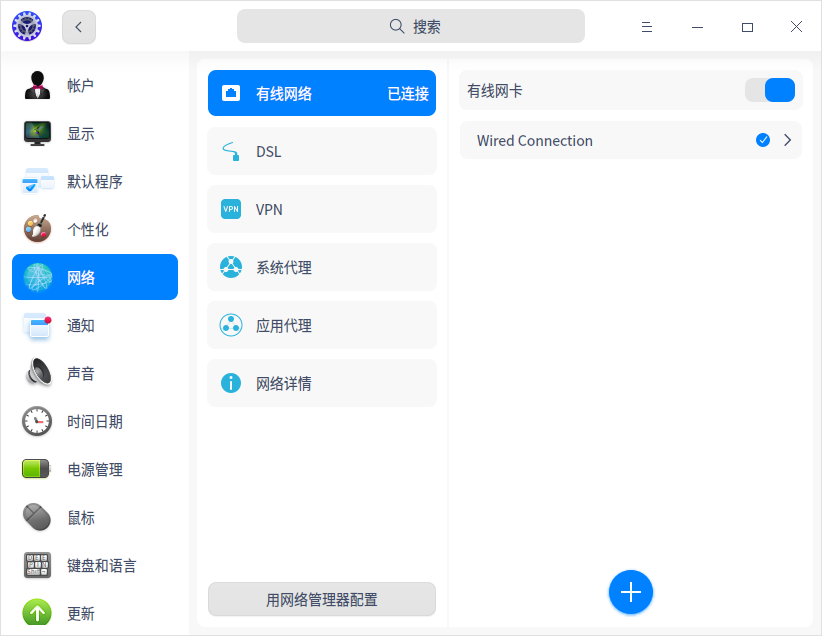 搜索
帐户
显示
默认程序
个性化
网络
通知
声音
时间日期
电源管理
鼠标
键盘和语言
更新
有线网络 已连接
DSL
VPN VPN
系统代理
应用代理
网络详情
用网络管理器配置
有线网卡
Wired Connection